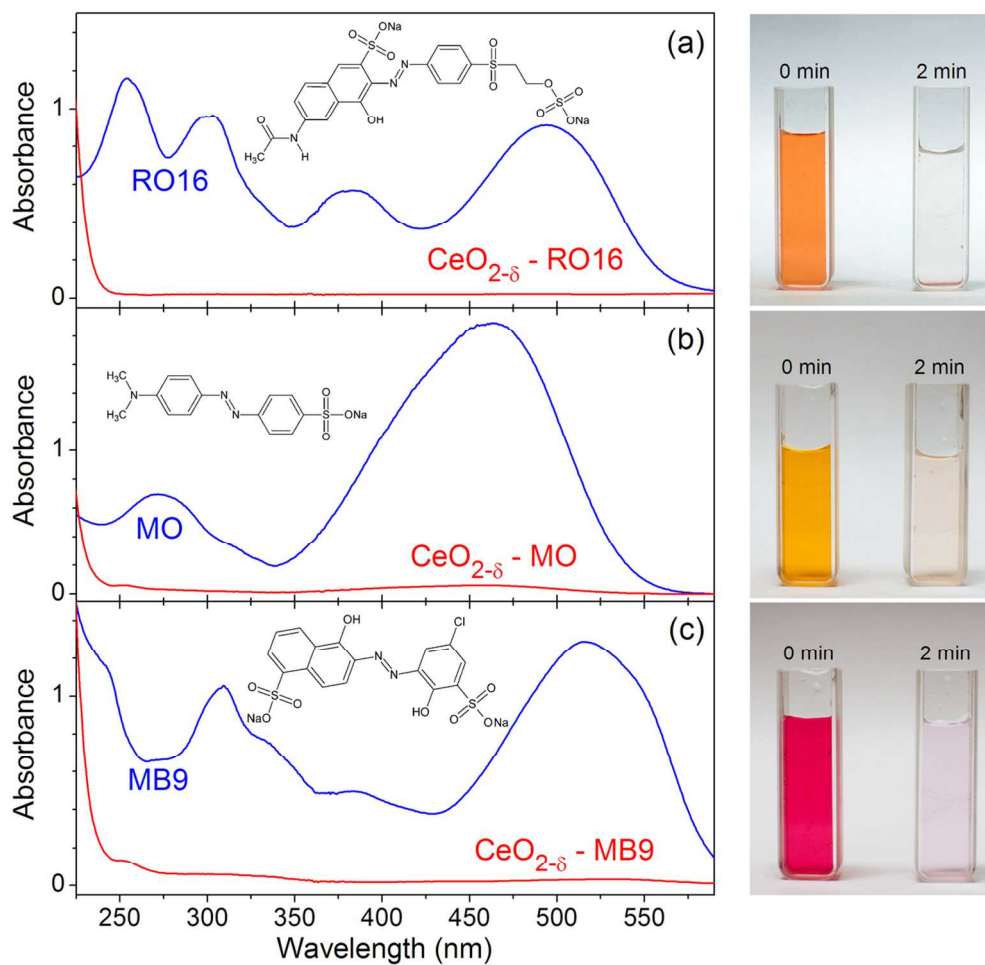 (a)
ONa
O
S
O
N
N
O
S
O
O
O
S
O
ONa
OH
O
H₃C
N
H
Absorbance
1
0
RO16
CeO₂₋δ - RO16
0 min
2 min
(b)
H₃C
N
H₃C
N
N
O
S
ONa
O
Absorbance
1
0
MO
CeO₂₋δ - MO
0 min
2 min
(c)
OH
Cl
N
N
O
S
O
NaO
HO
S
O
O
ONa
Absorbance
1
0
MB9
CeO₂₋δ - MB9
0 min
2 min
250 300 350 400 450 500 550
Wavelength (nm)